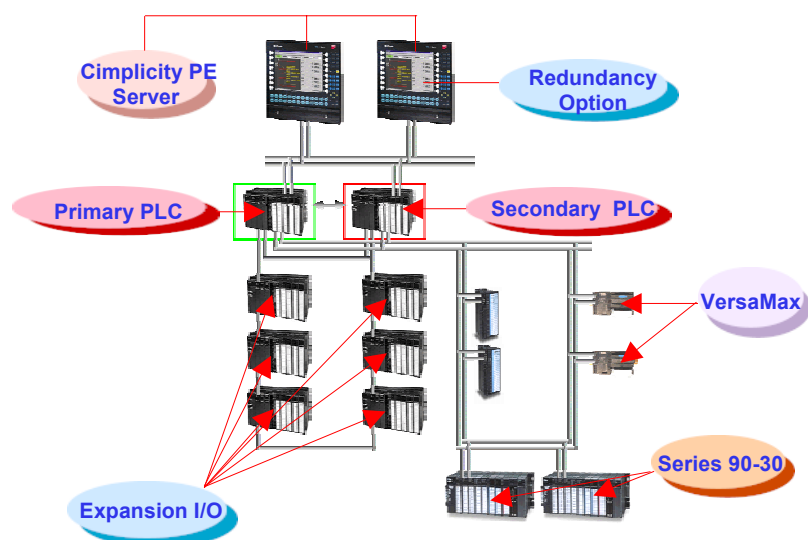 Cimplicity PE
Server
Redundancy
Option
Primary PLC
Secondary PLC
VersaMax
Series 90-30
Expansion I/O